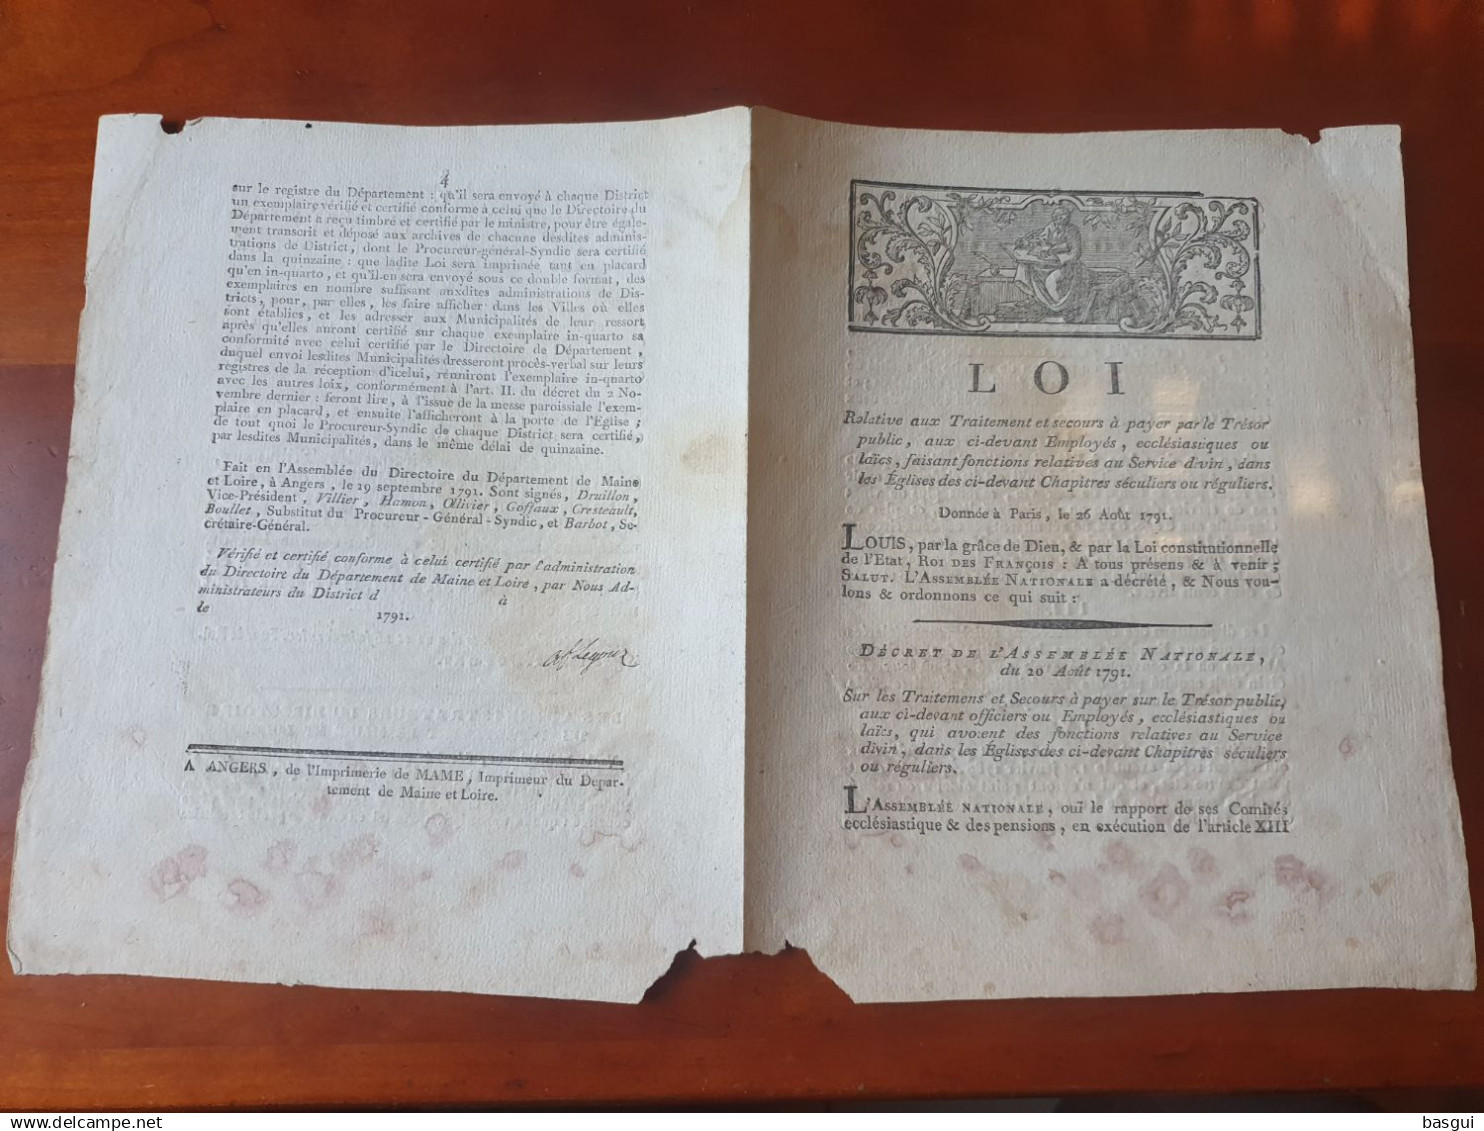 4
sur le registre du Département : qu'il sera envoyé à chaque District
un exemplaire vérifié et certifié conforme à celui que le Directoire du
Département a reçu timbré et certifié par le ministre, pour être égale-
ment transcrit et déposé aux archives de chacune desdites adminis-
trations de District, dont le Procureur-général-Syndic sera certifié
dans la quinzaine : que ladite Loi sera imprimée tant en placard
qu'en in-quarto, et qu'il-en sera envoyé sous ce double format, des
exemplaires en nombre suffisant auxdites administrations de Dis-
tricts, pour, par elles, les faire afficher dans les Villes où elles
sont établies, et les adresser aux Municipalités de leur ressort,
après qu'elles auront certifié sur chaque exemplaire in-quarto sa
conformité avec celui certifié par le Directoire de Département,
duquel envoi lesdites Municipalités dresseront procès-verbal sur leurs
registres de la réception d'icelui, réuniront l'exemplaire in-quarto
avec les autres loix, conformément à l'art. II. du décret du 2 No-
vembre dernier : feront lire, à l'issue de la messe paroissiale l'exem-
plaire en placard, et ensuite l'afficheront à la porte de l'Eglise ;
de tout quoi le Procureur-Syndic de chaque District sera certifié,
par lesdites Municipalités, dans le même délai de quinzaine.
Fait en l'Assemblée du Directoire du Département de Maine
et Loire, à Angers, le 19 septembre 1791. Sont signés, Druillon,
Vice-Président, Villier, Hamon, Ollivier, Goffaux, Cresteault,
Boullet, Substitut du Procureur-Général-Syndic, et Barbot, Se-
crétaire-Général.
Vérifié et certifié conforme à celui certifié par l'administration
du Directoire du Département de Maine et Loire, par Nous Ad-
ministrateurs du District d à
le 1791.
A ANGERS, de l'Imprimerie de MAME, Imprimeur du Dépar-
tement de Maine et Loire.
LOI
Relative aux Traitement et secours à payer par le Trésor
public, aux ci-devant Employés, ecclésiastiques ou
laïcs, faisant fonctions relatives au Service divin, dans
les Églises des ci-devant Chapitres séculiers ou réguliers.
Donnée à Paris, le 26 Août 1791.
LOUIS, par la grâce de Dieu, & par la Loi constitutionnelle
de l'Etat, ROI DES FRANÇOIS : A tous présens & à venir ;
SALUT. L'ASSEMBLÉE NATIONALE a décrété, & Nous vou-
lons & ordonnons ce qui suit :
DÉCRET DE L'ASSEMBLÉE NATIONALE,
du 20 Août 1791.
Sur les Traitemens et Secours à payer sur le Trésor public,
aux ci-devant officiers ou Employés, ecclésiastiques ou
laïcs, qui avoient des fonctions relatives au Service
divin, dans les Églises des ci-devant Chapitres séculiers
ou réguliers.
L'ASSEMBLÉE NATIONALE, ouï le rapport de ses Comités
ecclésiastique & des pensions, en exécution de l'article XIII
basgui